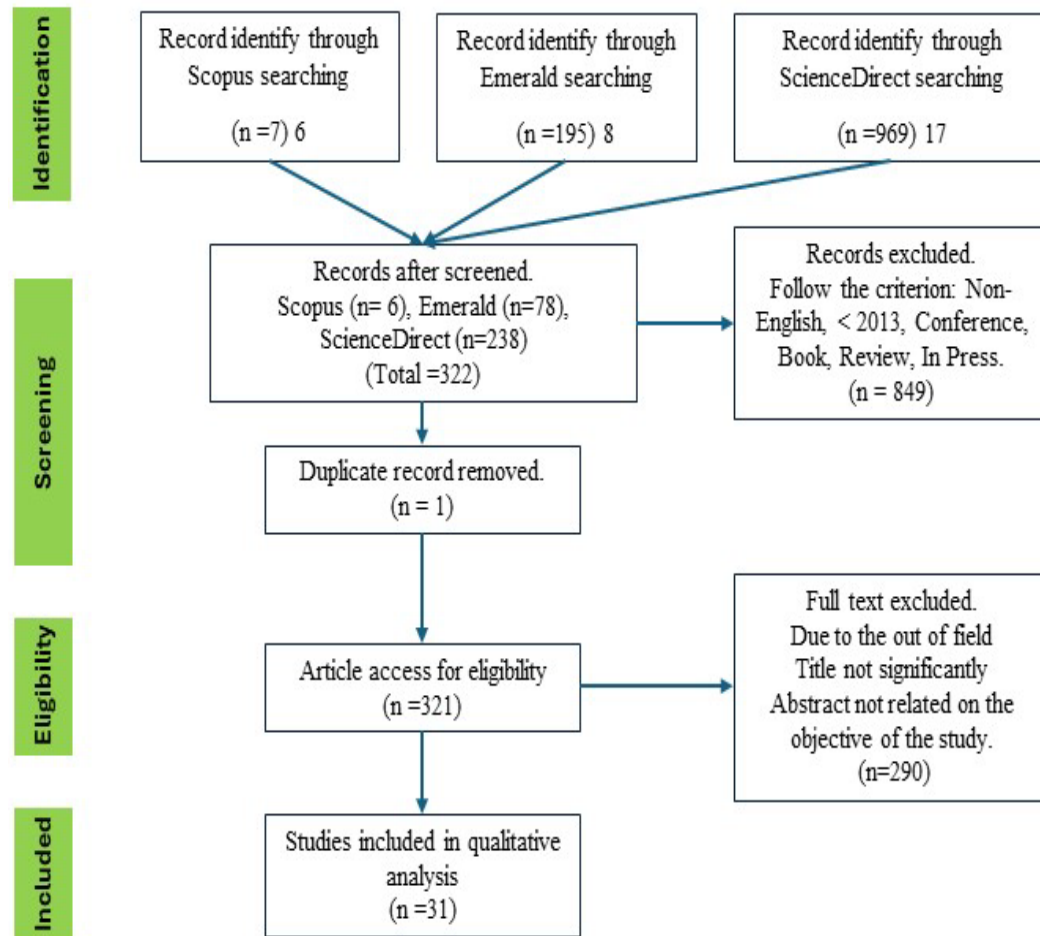 Identification
Record identify through
Scopus searching
(n =7) 6
Record identify through
Emerald searching
(n =195) 8
Record identify through
ScienceDirect searching
(n =969) 17
Screening
Records after screened.
Scopus (n= 6), Emerald (n=78),
ScienceDirect (n=238)
(Total =322)
Records excluded.
Follow the criterion: Non-
English, < 2013, Conference,
Book, Review, In Press.
(n = 849)
Duplicate record removed.
(n = 1)
Eligibility
Article access for eligibility
(n =321)
Full text excluded.
Due to the out of field
Title not significantly
Abstract not related on the
objective of the study.
(n=290)
Included
Studies included in qualitative
analysis
(n =31)